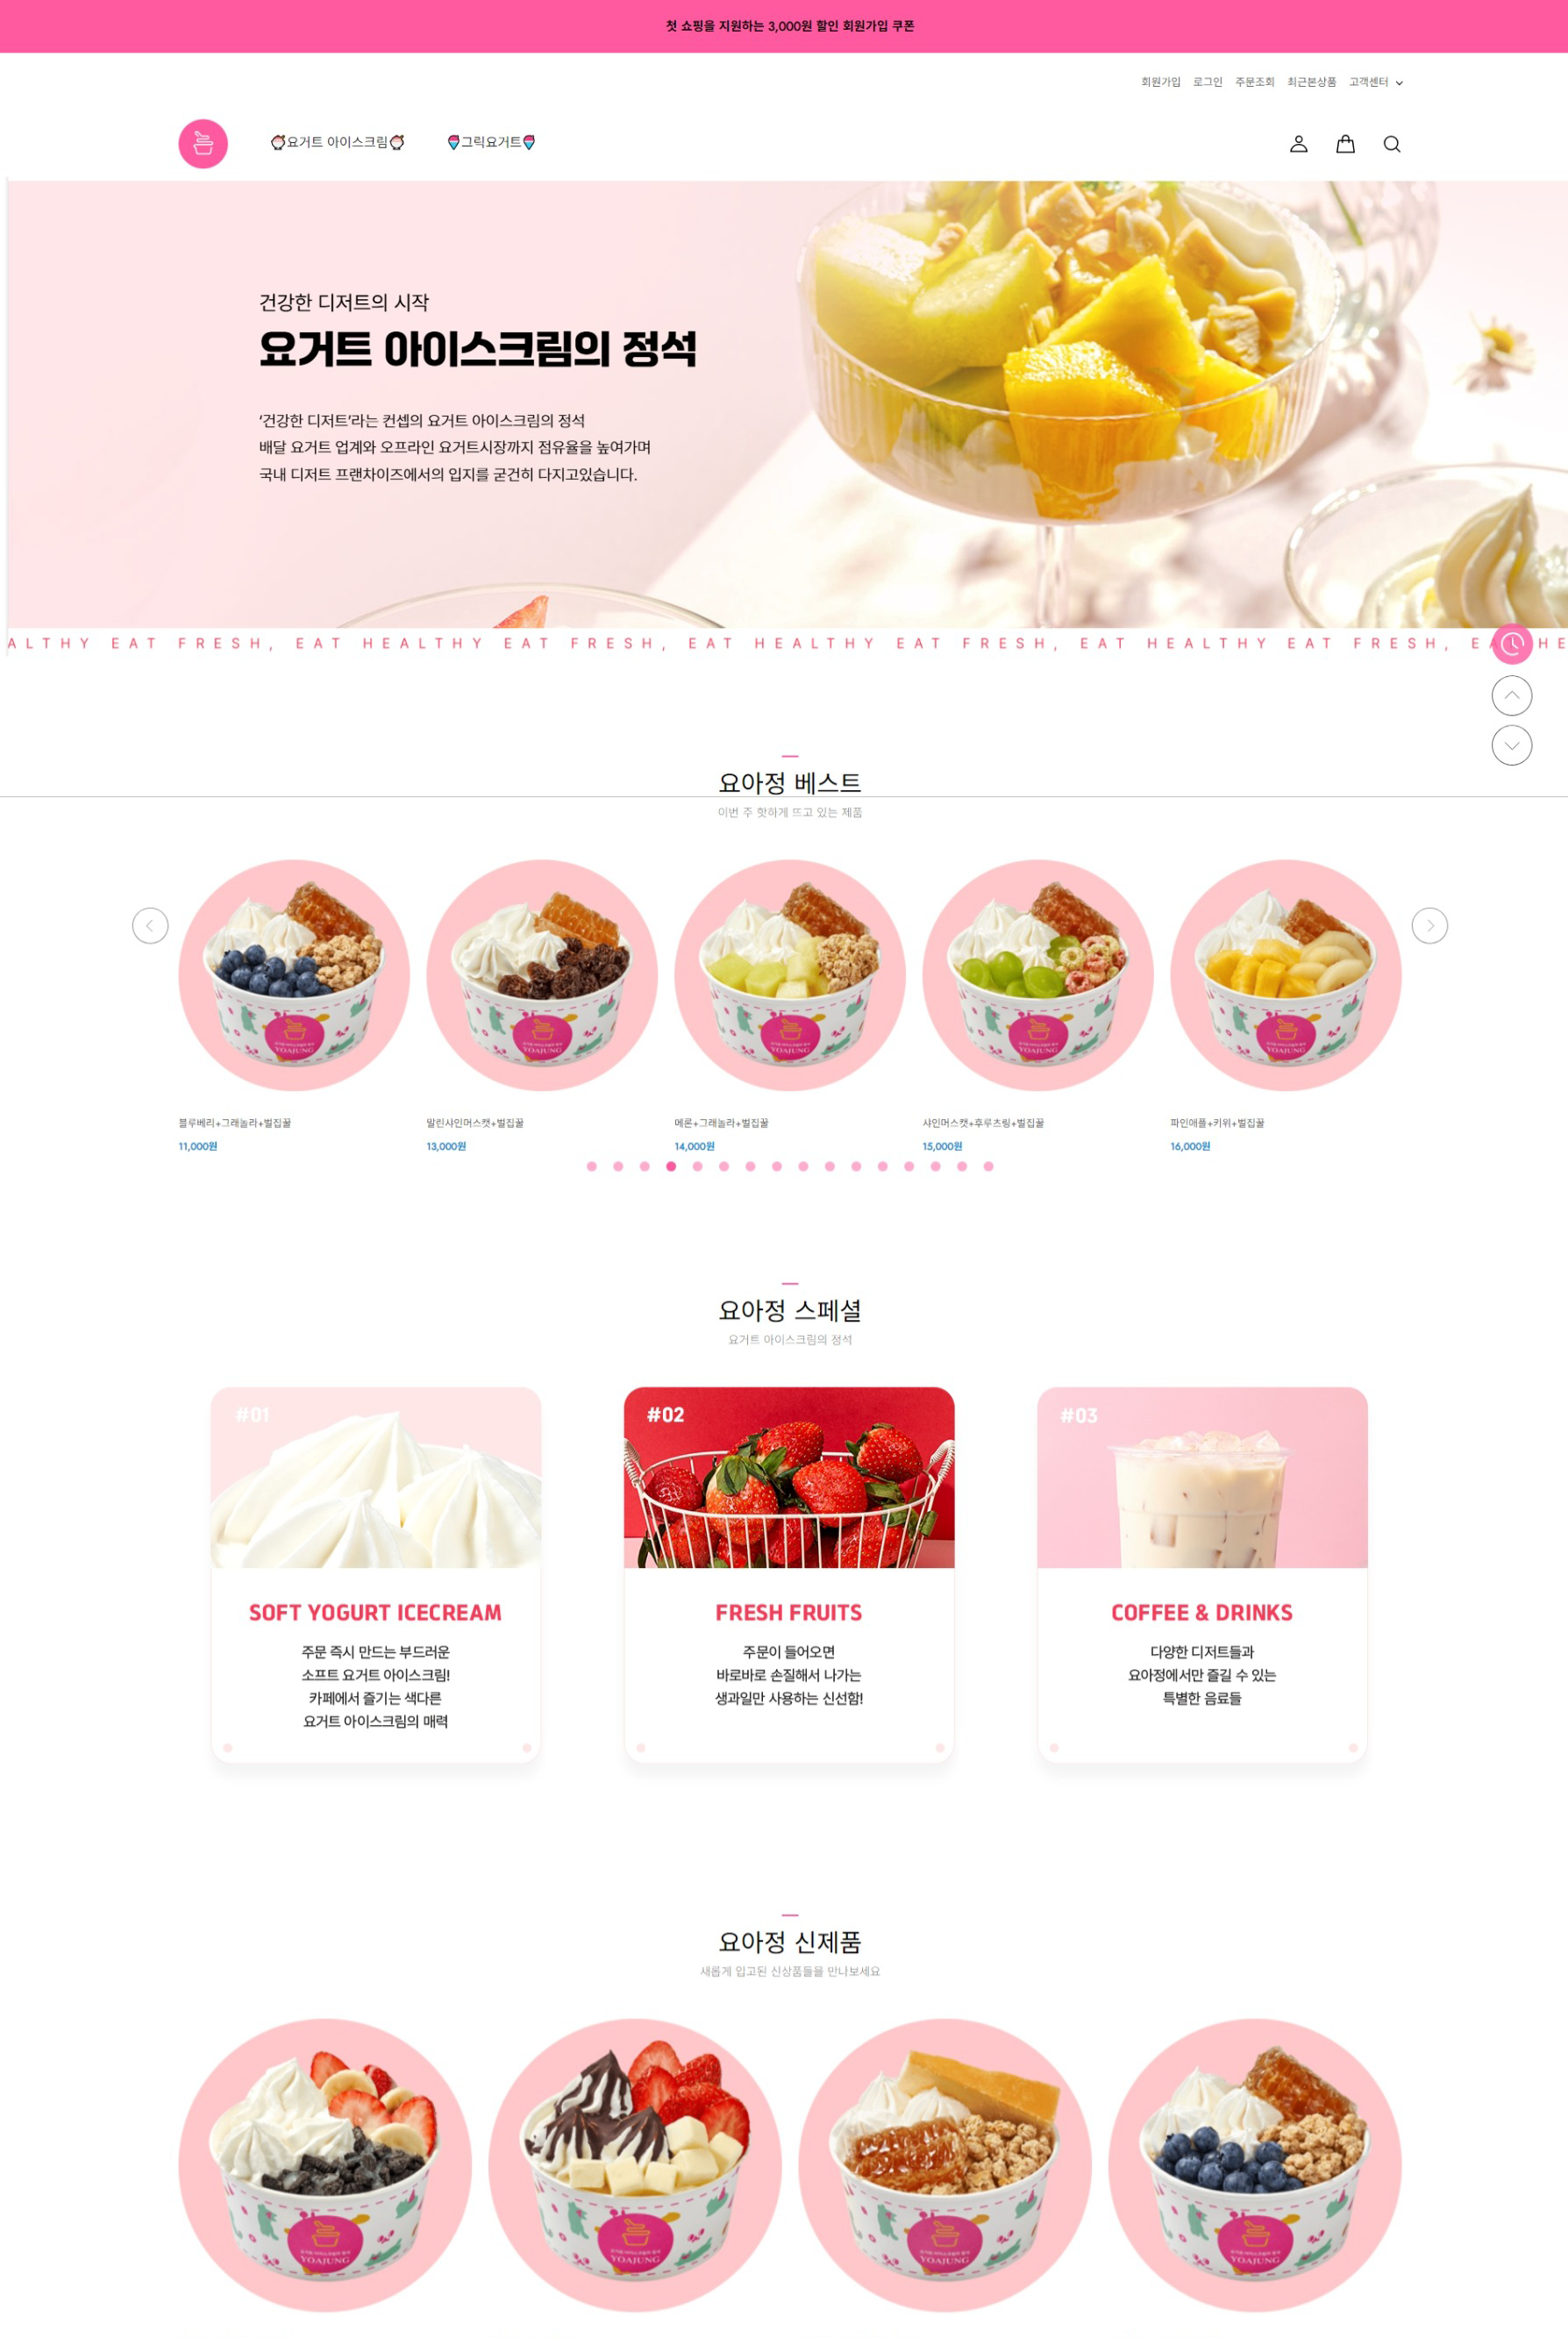 첫 쇼핑을 지원하는 3,000원 할인 회원가입 쿠폰
회원가입 로그인 주문조회 최근본상품 고객센터
요거트 아이스크림 그릭요거트
건강한 디저트의 시작
요거트 아이스크림의 정석
‘건강한 디저트’라는 컨셉의 요거트 아이스크림의 정석
배달 요거트 업계와 오프라인 요거트시장까지 점유율을 높여가며
국내 디저트 프랜차이즈에서의 입지를 굳건히 다지고있습니다.
ALTHY EAT FRESH, EAT HEALTHY EAT FRESH, EAT HEALTHY EAT FRESH, EAT HEALTHY EAT FRESH, EA HE
요아정 베스트
이번 주 핫하게 뜨고 있는 제품
YOAJUNG YOAJUNG YOAJUNG YOAJUNG YOAJUNG
블루베리+그래놀라+벌집꿀 말린샤인머스캣+벌집꿀 메론+그래놀라+벌집꿀 샤인머스캣+후루츠링+벌집꿀 파인애플+키위+벌집꿀
11,000원 13,000원 14,000원 15,000원 16,000원
요아정 스페셜
요거트 아이스크림의 정석
#01
SOFT YOGURT ICECREAM
주문 즉시 만드는 부드러운
소프트 요거트 아이스크림!
카페에서 즐기는 색다른
요거트 아이스크림의 매력
#02
FRESH FRUITS
주문이 들어오면
바로바로 손질해서 나가는
생과일만 사용하는 신선함!
#03
COFFEE & DRINKS
다양한 디저트들과
요아정에서만 즐길 수 있는
특별한 음료들
요아정 신제품
새롭게 입고된 신상품들을 만나보세요
YOAJUNG YOAJUNG YOAJUNG YOAJUNG